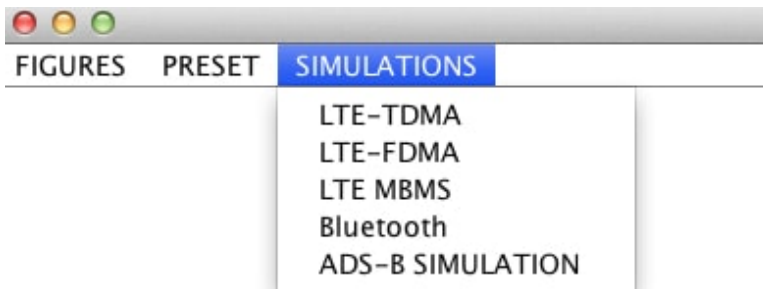 FIGURES PRESET SIMULATIONS
LTE-TDMA
LTE-FDMA
LTE MBMS
Bluetooth
ADS-B SIMULATION